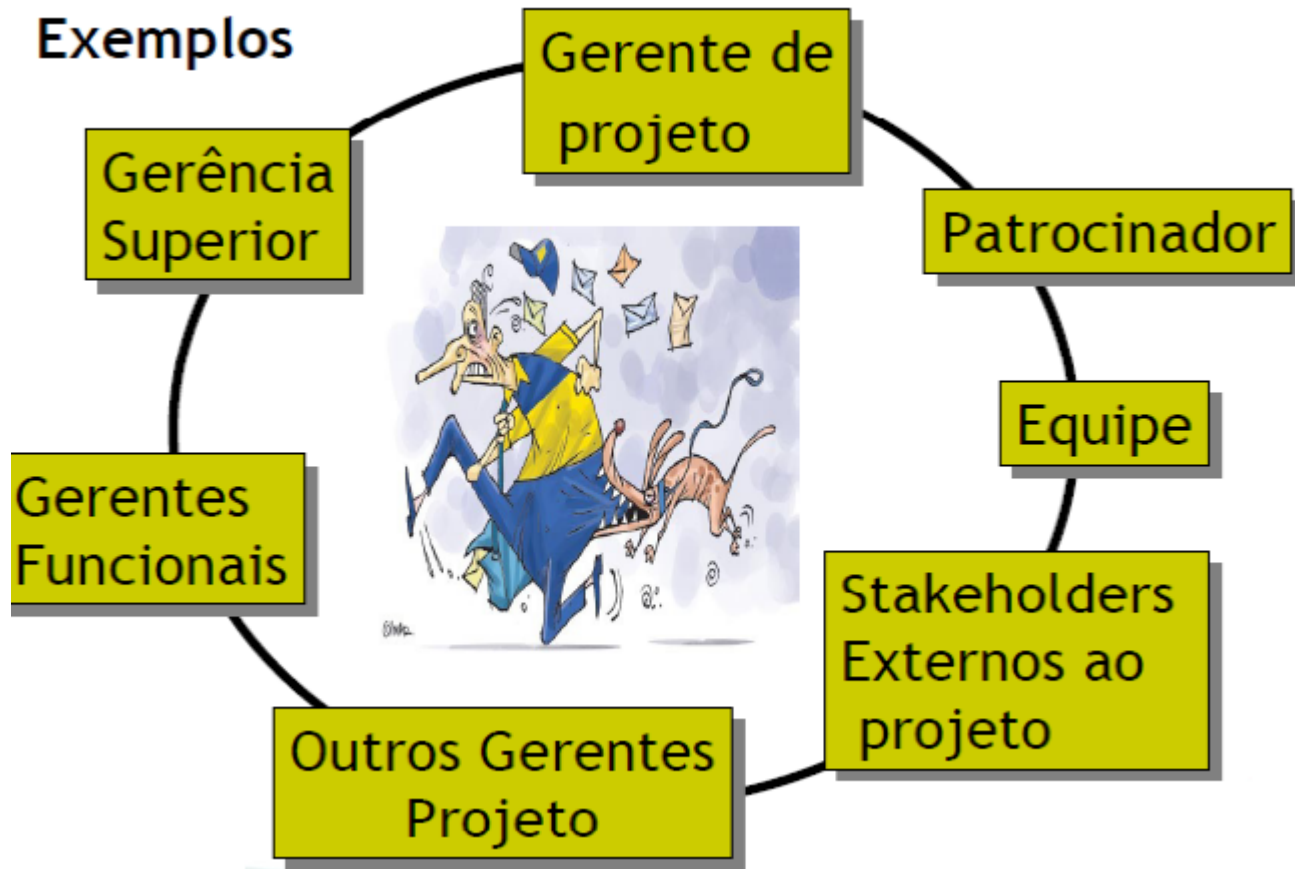 Exemplos
Gerente de
projeto
Gerência
Superior
Patrocinador
Equipe
Gerentes
Funcionais
Stakeholders
Externos ao
projeto
Outros Gerentes
Projeto